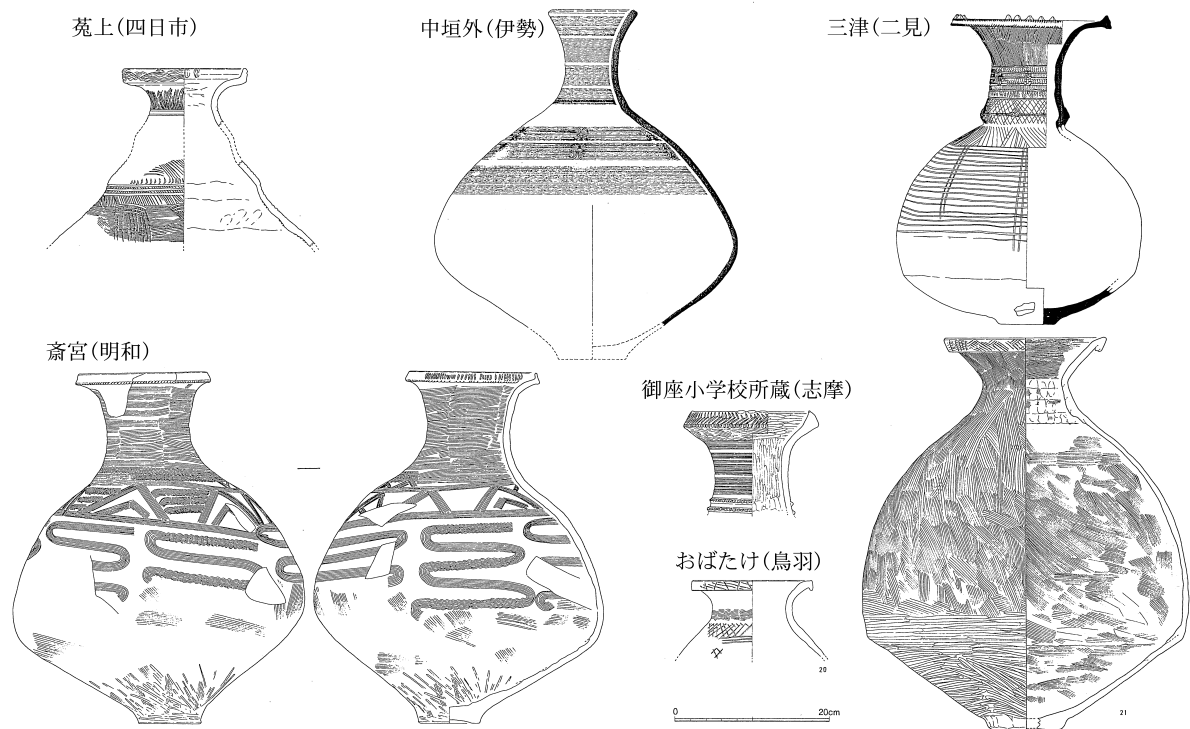 菟上(四日市)
中垣外(伊勢)
三津(二見)
斎宮(明和)
御座小学校所蔵(志摩)
おばたけ(鳥羽)
20
0 20cm
21